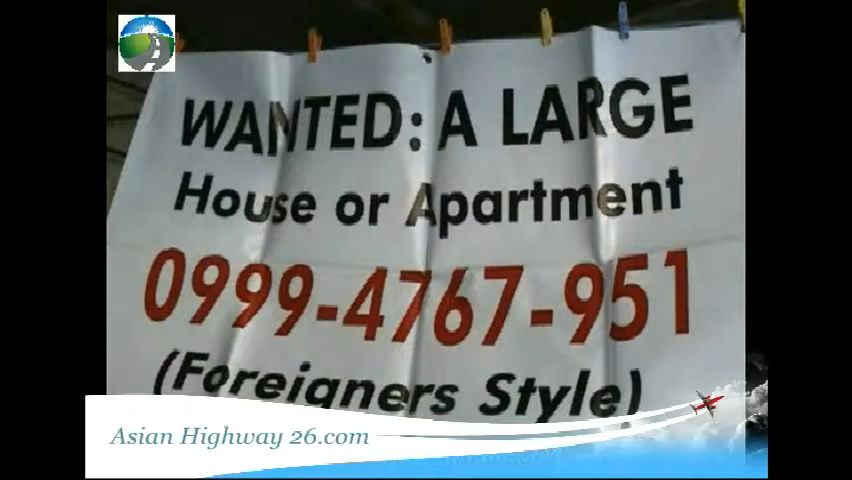 WANTED: A LARGE
House or Apartment
0999-4767-951
(Foreigners Style)
Asian Highway 26.com